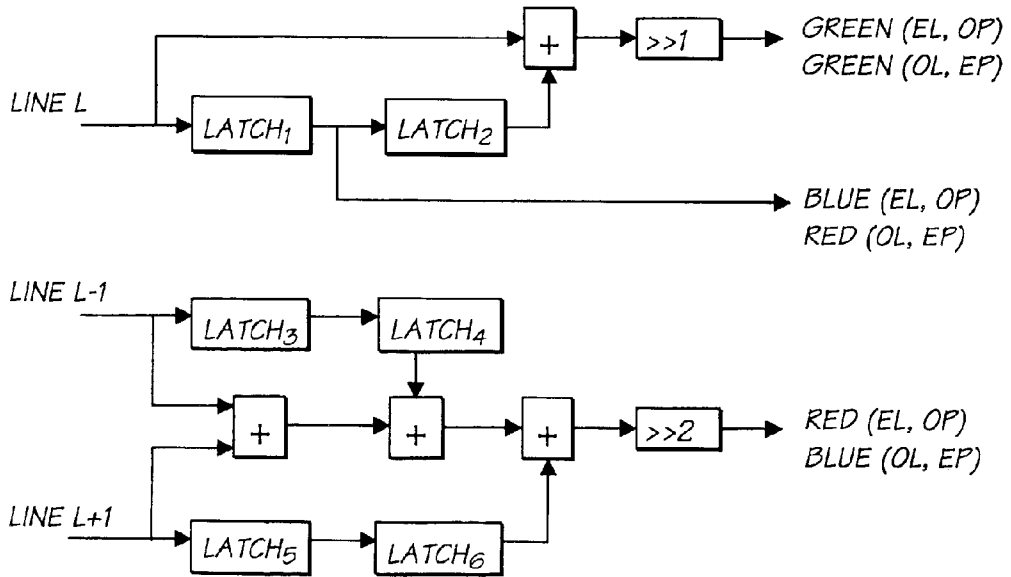 GREEN (EL, OP)
GREEN (OL, EP)
+
>>1
LINE L
LATCH₁
LATCH₂
BLUE (EL, OP)
RED (OL, EP)
LINE L-1
LATCH₃
LATCH₄
+
+
+
>>2
RED (EL, OP)
BLUE (OL, EP)
LINE L+1
LATCH₅
LATCH₆